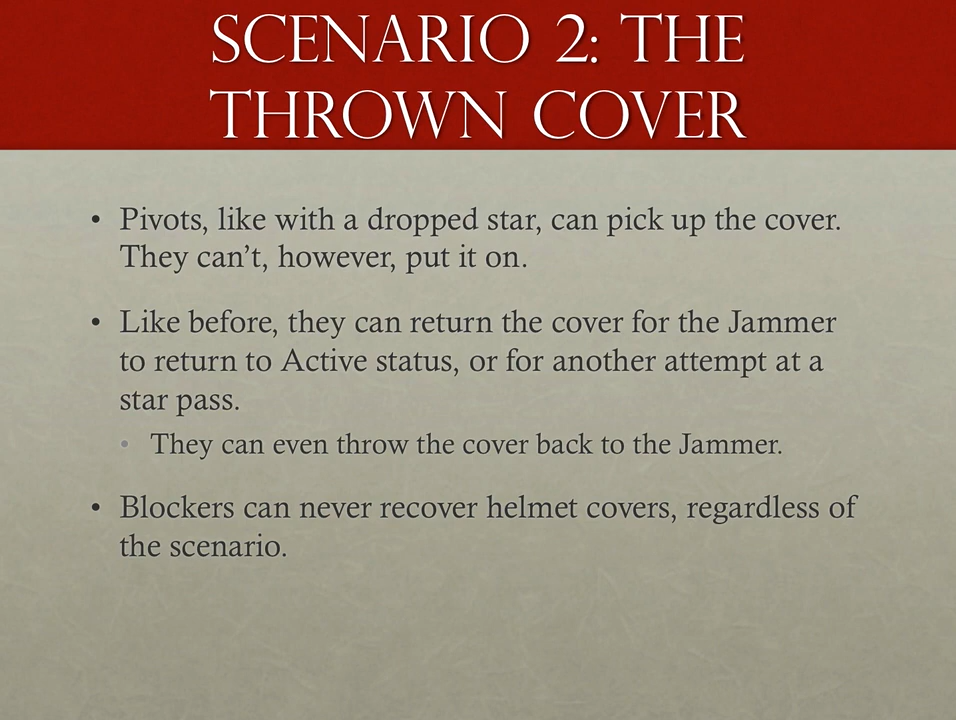 SCENARIO 2: THE
THROWN COVER
• Pivots, like with a dropped star, can pick up the cover.
They can’t, however, put it on.
• Like before, they can return the cover for the Jammer
to return to Active status, or for another attempt at a
star pass.
• They can even throw the cover back to the Jammer.
• Blockers can never recover helmet covers, regardless of
the scenario.